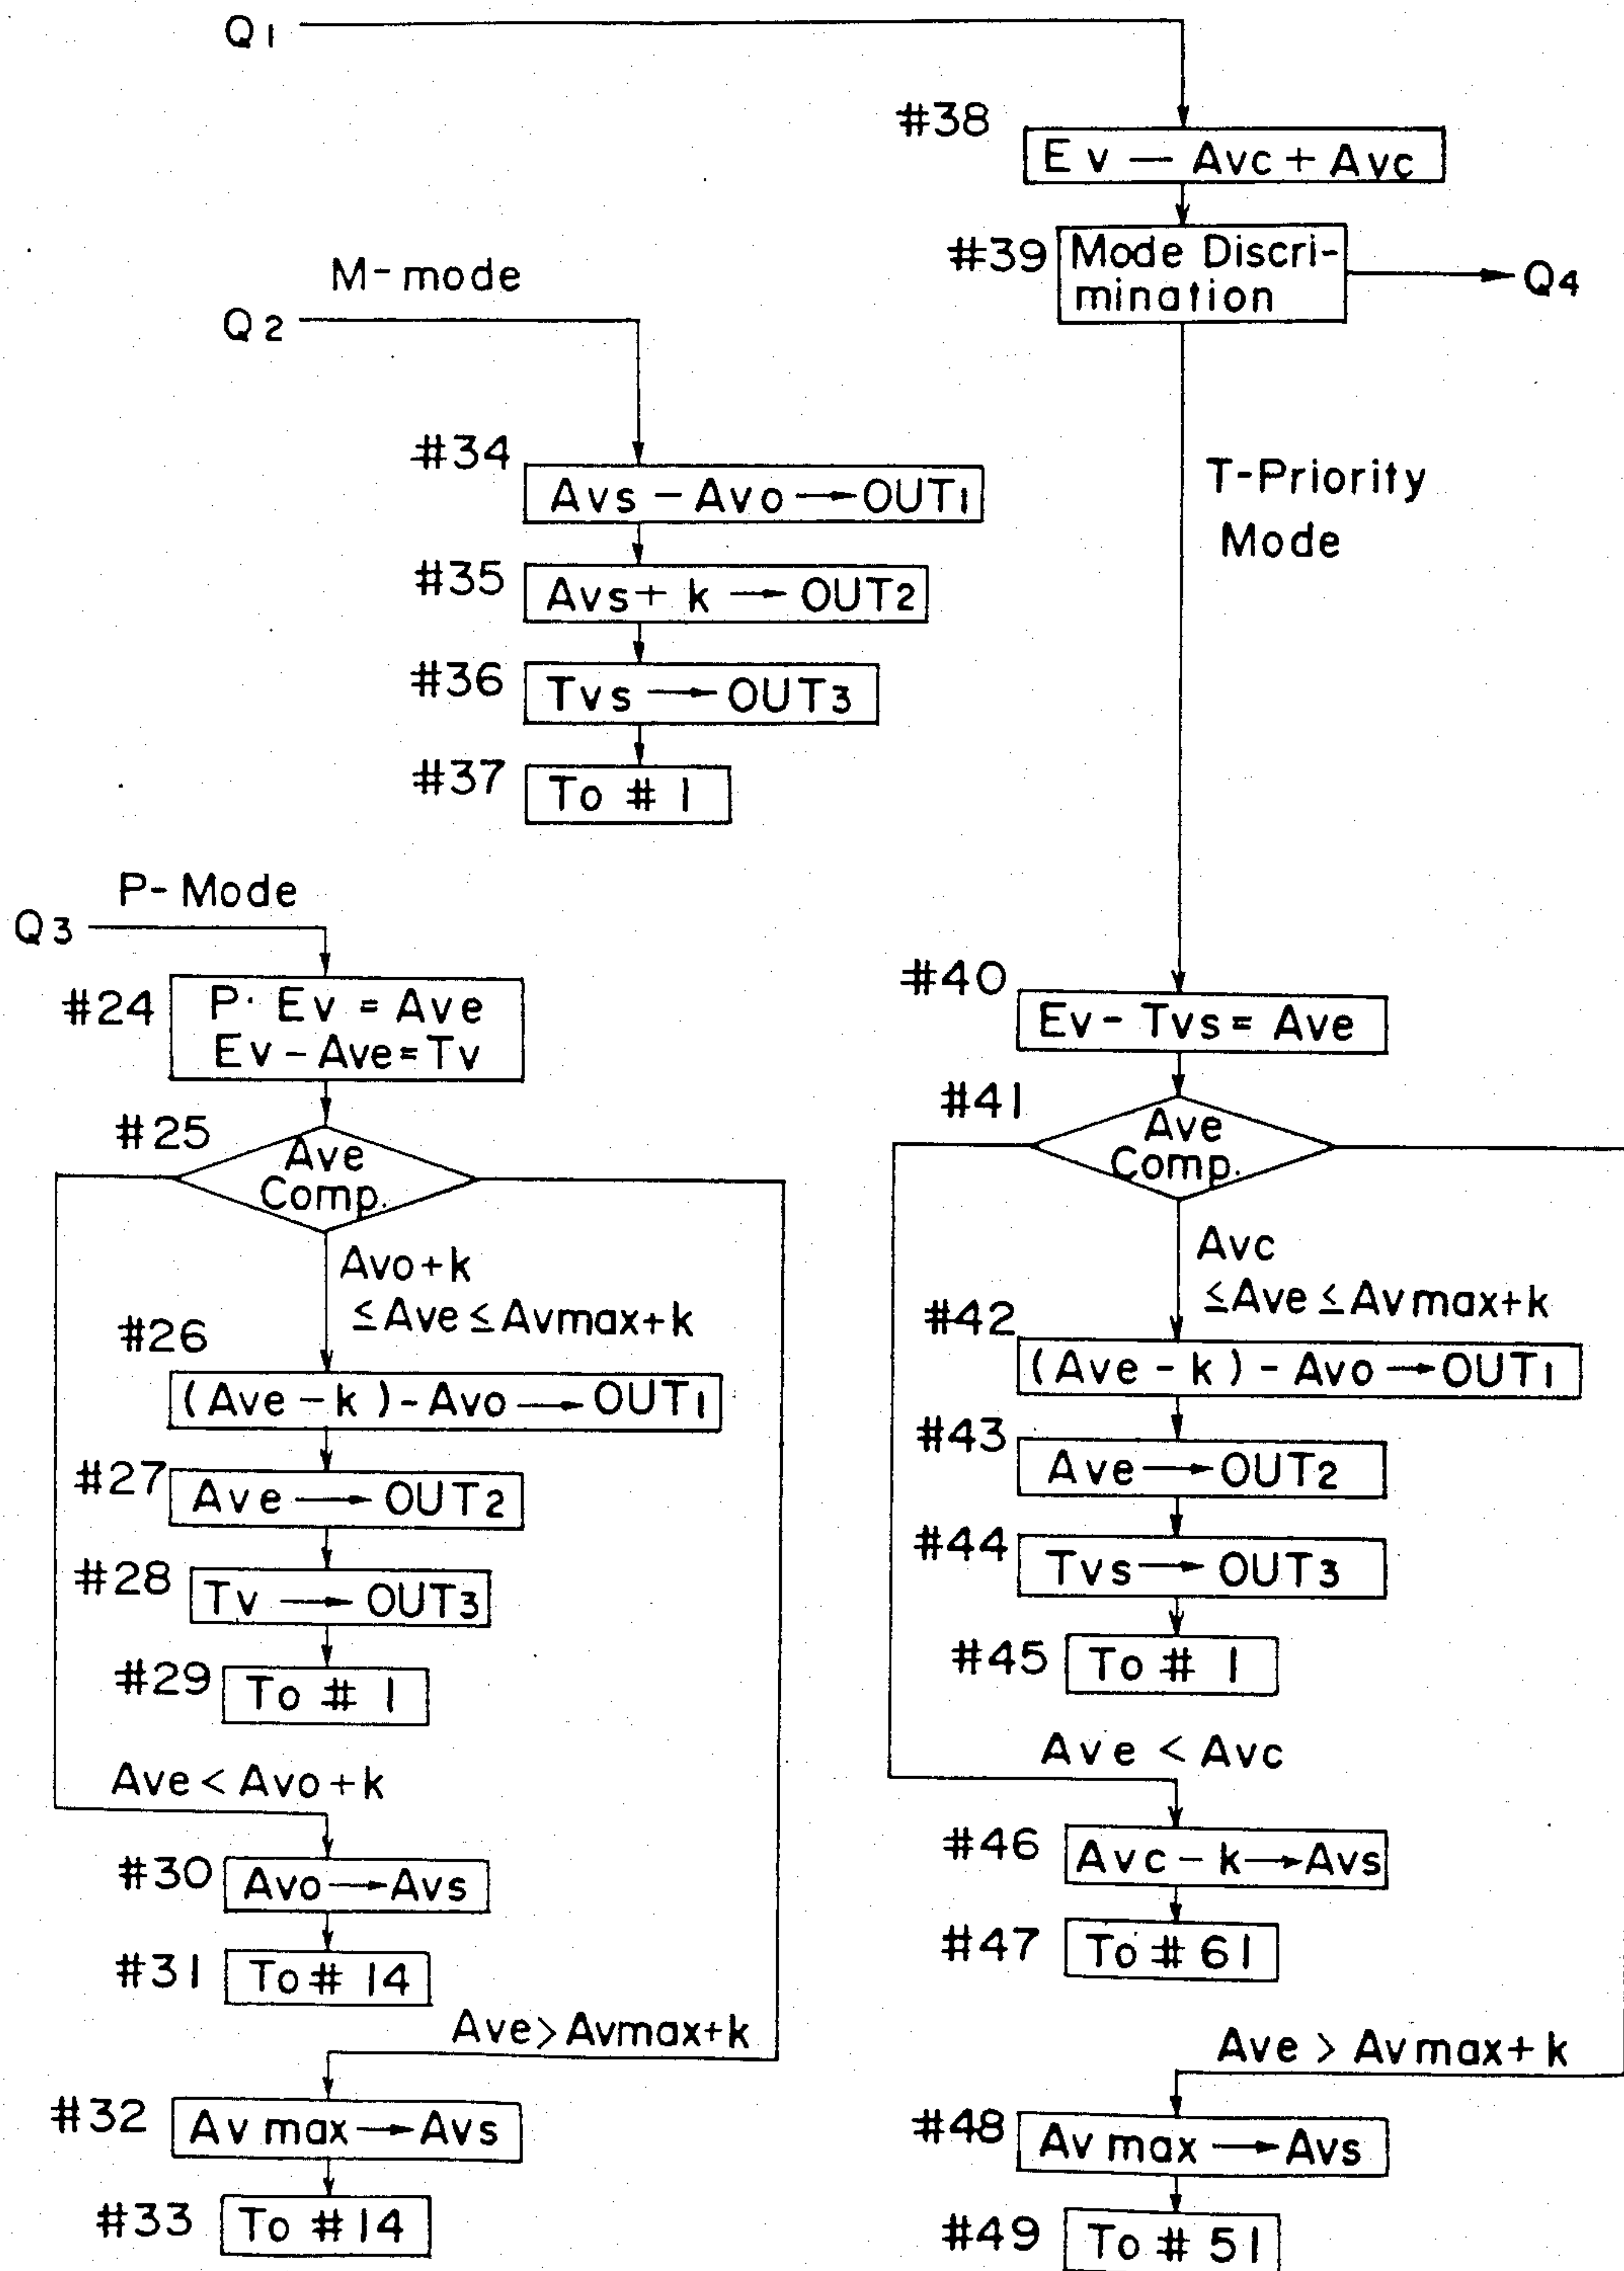 Q1
#38
Ev — Avc + Avc
#39
Mode Discri-
mination
Q4
M-mode
Q2
T-Priority
Mode
#34
Avs - Avo → OUT1
#35
Avs + k → OUT2
#36
Tvs → OUT3
#37
To # 1
P-Mode
Q3
#24
P· Ev = Ave
Ev - Ave = Tv
#25
Ave
Comp.
Avo+k
≤Ave≤Avmax+k
#26
(Ave - k) - Avo → OUT1
#27
Ave → OUT2
#28
Tv → OUT3
#29
To # 1
Ave < Avo + k
#30
Avo → Avs
#31
To # 14
Ave > Avmax+k
#32
Av max → Avs
#33
To # 14
#40
Ev - Tvs = Ave
#41
Ave
Comp.
Avc
≤Ave ≤Avmax+k
#42
(Ave - k) - Avo → OUT1
#43
Ave → OUT2
#44
Tvs → OUT3
#45
To # 1
Ave < Avc
#46
Avc - k → Avs
#47
To # 61
Ave > Avmax+ k
#48
Av max → Avs
#49
To # 51